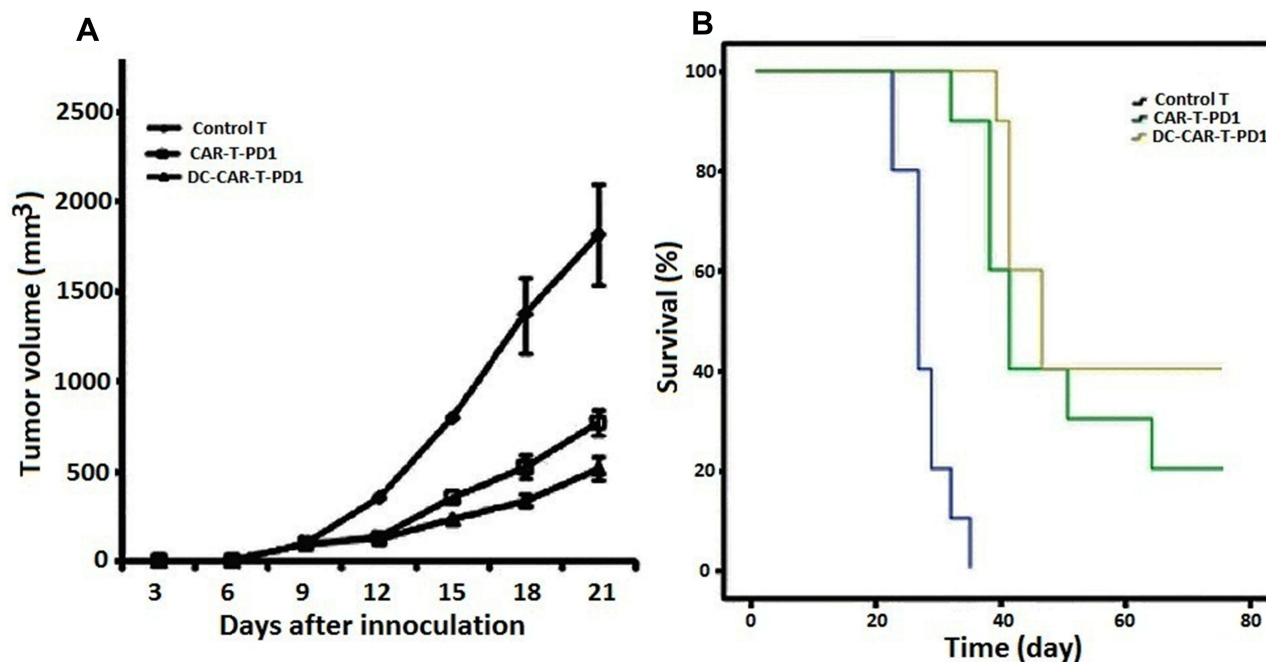 A
2500
2000
1500
1000
500
0
Control T
CAR-T-PD1
DC-CAR-T-PD1
Tumor volume (mm3)
3 6 9 12 15 18 21
Days after innoculation
B
100
80
60
40
20
0
Control T
CAR-T-PD1
DC-CAR-T-PD1
Survival (%)
0 20 40 60 80
Time (day)